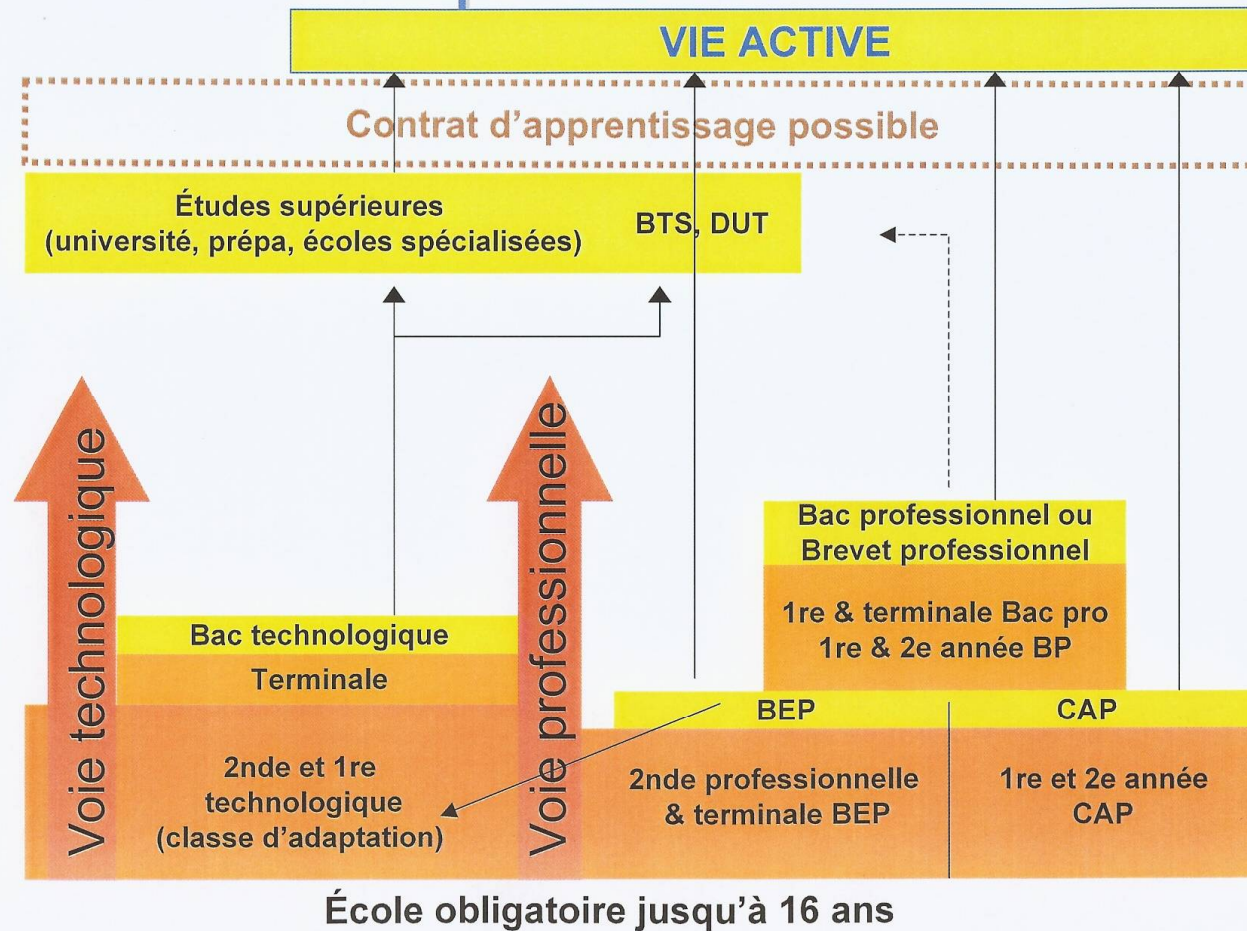 VIE ACTIVE
Contrat d'apprentissage possible
Études supérieures
(université, prépa, écoles spécialisées)
BTS, DUT
Voie technologique
Voie professionnelle
Bac professionnel ou
Brevet professionnel
1re & terminale Bac pro
1re & 2e année BP
Bac technologique
Terminale
BEP
CAP
2nde et 1re
technologique
(classe d'adaptation)
2nde professionnelle
& terminale BEP
1re et 2e année
CAP
École obligatoire jusqu'à 16 ans